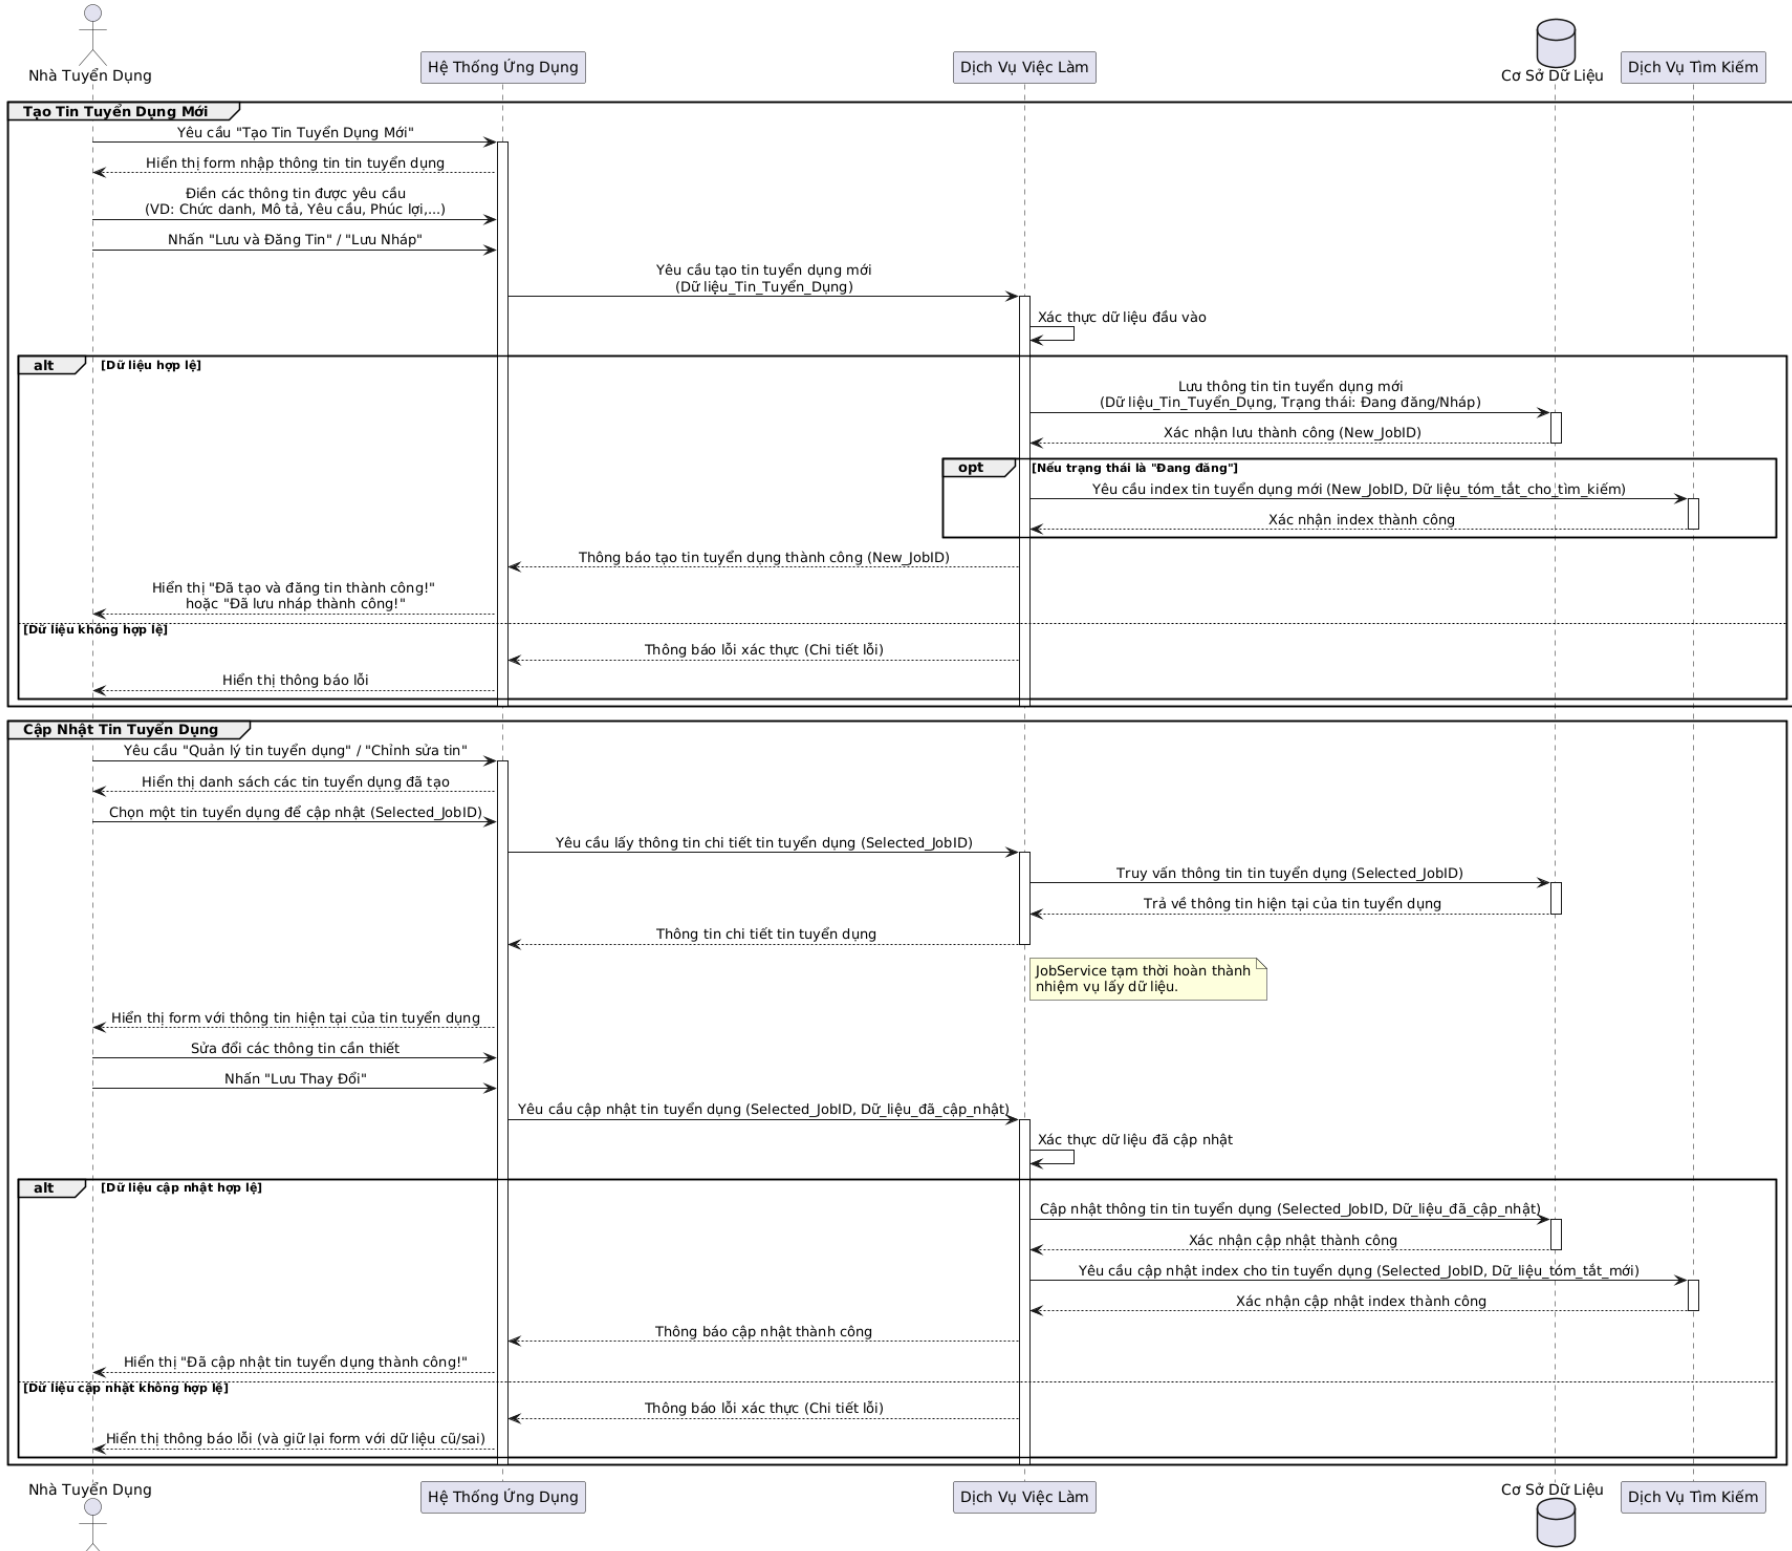 Nhà Tuyển Dụng
Hệ Thống Ứng Dụng
Dịch Vụ Việc Làm
Cơ Sở Dữ Liệu
Dịch Vụ Tìm Kiếm
Tạo Tin Tuyển Dụng Mới
Yêu cầu "Tạo Tin Tuyển Dụng Mới"
Hiển thị form nhập thông tin tin tuyển dụng
Điền các thông tin được yêu cầu
(VD: Chức danh, Mô tả, Yêu cầu, Phúc lợi,...)
Nhấn "Lưu và Đăng Tin" / "Lưu Nháp"
Yêu cầu tạo tin tuyển dụng mới
(Dữ liệu_Tin_Tuyển_Dụng)
Xác thực dữ liệu đầu vào
alt
[Dữ liệu hợp lệ]
Lưu thông tin tin tuyển dụng mới
(Dữ liệu_Tin_Tuyển_Dụng, Trạng thái: Đang đăng/Nháp)
Xác nhận lưu thành công (New_JobID)
opt
[Nếu trạng thái là "Đang đăng"]
Yêu cầu index tin tuyển dụng mới (New_JobID, Dữ liệu_tóm_tắt_cho_tìm_kiếm)
Xác nhận index thành công
Thông báo tạo tin tuyển dụng thành công (New_JobID)
Hiển thị "Đã tạo và đăng tin thành công!"
hoặc "Đã lưu nháp thành công!"
[Dữ liệu không hợp lệ]
Thông báo lỗi xác thực (Chi tiết lỗi)
Hiển thị thông báo lỗi
Cập Nhật Tin Tuyển Dụng
Yêu cầu "Quản lý tin tuyển dụng" / "Chỉnh sửa tin"
Hiển thị danh sách các tin tuyển dụng đã tạo
Chọn một tin tuyển dụng để cập nhật (Selected_JobID)
Yêu cầu lấy thông tin chi tiết tin tuyển dụng (Selected_JobID)
Truy vấn thông tin tin tuyển dụng (Selected_JobID)
Trả về thông tin hiện tại của tin tuyển dụng
Thông tin chi tiết tin tuyển dụng
JobService tạm thời hoàn thành
nhiệm vụ lấy dữ liệu.
Hiển thị form với thông tin hiện tại của tin tuyển dụng
Sửa đổi các thông tin cần thiết
Nhấn "Lưu Thay Đổi"
Yêu cầu cập nhật tin tuyển dụng (Selected_JobID, Dữ_liệu_đã_cập_nhật)
Xác thực dữ liệu đã cập nhật
alt
[Dữ liệu cập nhật hợp lệ]
Cập nhật thông tin tin tuyển dụng (Selected_JobID, Dữ_liệu_đã_cập_nhật)
Xác nhận cập nhật thành công
Yêu cầu cập nhật index cho tin tuyển dụng (Selected_JobID, Dữ_liệu_tóm_tắt_mới)
Xác nhận cập nhật index thành công
Thông báo cập nhật thành công
Hiển thị "Đã cập nhật tin tuyển dụng thành công!"
[Dữ liệu cập nhật không hợp lệ]
Thông báo lỗi xác thực (Chi tiết lỗi)
Hiển thị thông báo lỗi (và giữ lại form với dữ liệu cũ/sai)
Nhà Tuyển Dụng
Hệ Thống Ứng Dụng
Dịch Vụ Việc Làm
Cơ Sở Dữ Liệu
Dịch Vụ Tìm Kiếm